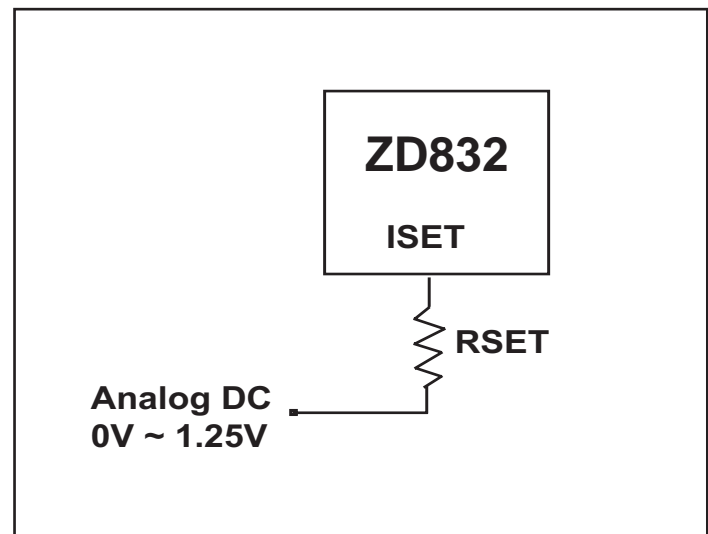 ZD832
ISET
RSET
Analog DC
0V ~ 1.25V